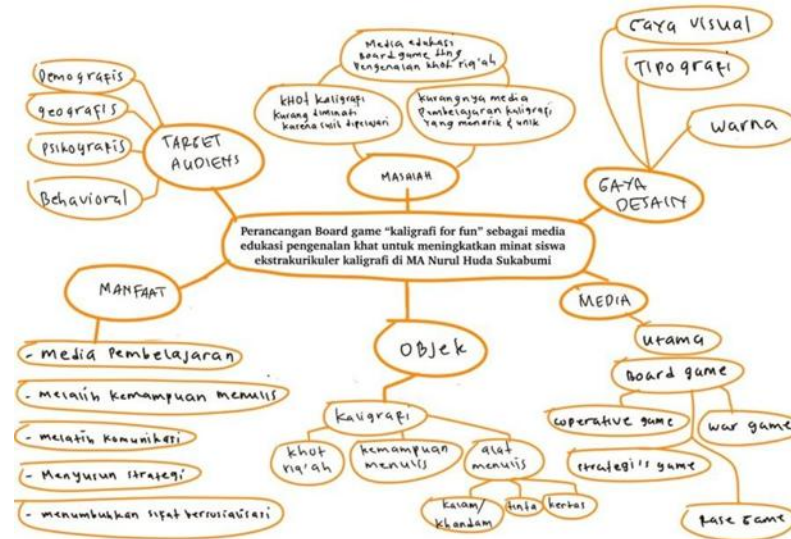 Demografis
geografis
psikografis
Behavioral
TARGET
AUDIENS
Media edukasi
Board game ttng
Pengenalan khot riq'ah
KHOt kaligrafi
kurang diminati
karena sulit dipelajari
kurangnya media
Pembelajaran kaligrafi
Yang menarik & unik
MASALAH
GAYA VISUAL
TIPOGRAFI
WARNA
GAYA
DESAIN
Perancangan Board game “kaligrafi for fun” sebagai media
edukasi pengenalan khat untuk meningkatkan minat siswa
ekstrakurikuler kaligrafi di MA Nurul Huda Sukabumi
MANFAAT
- media Pembelajaran
- melatih kemampuan menulis
- melatih komunikasi
- Menyusun strategi
- menumbuhkan sifat bersosialisasi
OBJek
kaligrafi
khot
riq'ah
kemampuan
menulis
alat
menulis
kalam/
khandam
tinta
kertas
MEDIA
utama
Board game
coperative game
war game
strategi's game
Rase Game